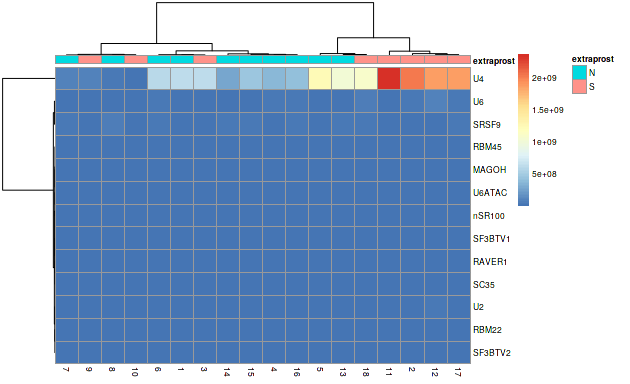 extraprost
U4
U6
SRSF9
RBM45
MAGOH
U6ATAC
nSR100
SF3BTV1
RAVER1
SC35
U2
RBM22
SF3BTV2
7 9 8 10 6 1 3 14 15 4 16 5 13 18 11 2 12 17
2e+09
1.5e+09
1e+09
5e+08
extraprost
N
S